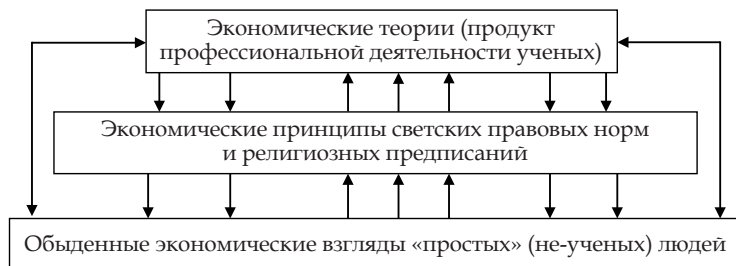 Экономические теории (продукт
профессиональной деятельности ученых)
Экономические принципы светских правовых норм
и религиозных предписаний
Обыденные экономические взгляды «простых» (не-ученых) людей